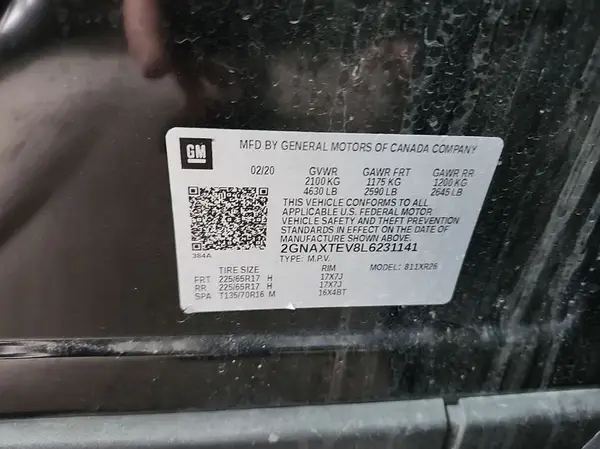 GM
MFD BY GENERAL MOTORS OF CANADA COMPANY
02/20 GVWR GAWR FRT GAWR RR
2100 KG 1175 KG 1200 KG
4630 LB 2590 LB 2645 LB
THIS VEHICLE CONFORMS TO ALL
APPLICABLE U.S. FEDERAL MOTOR
VEHICLE SAFETY AND THEFT PREVENTION
STANDARDS IN EFFECT ON THE DATE OF
MANUFACTURE SHOWN ABOVE.
384A 2GNAXTEV8L6231141
TYPE: M.P.V. MODEL: 811XR26
TIRE SIZE RIM
FRT. 225/65R17 H 17X7J
RR. 225/65R17 H 17X7J
SPA T135/70R16 M 16X4BT